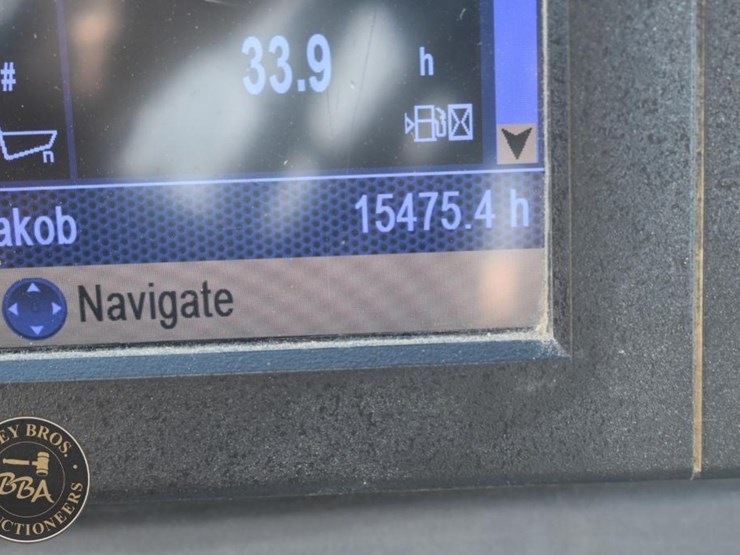 33.9 h
#
n
akob 15475.4 h
Navigate
EY BROS.
BBA
CTIONEERS